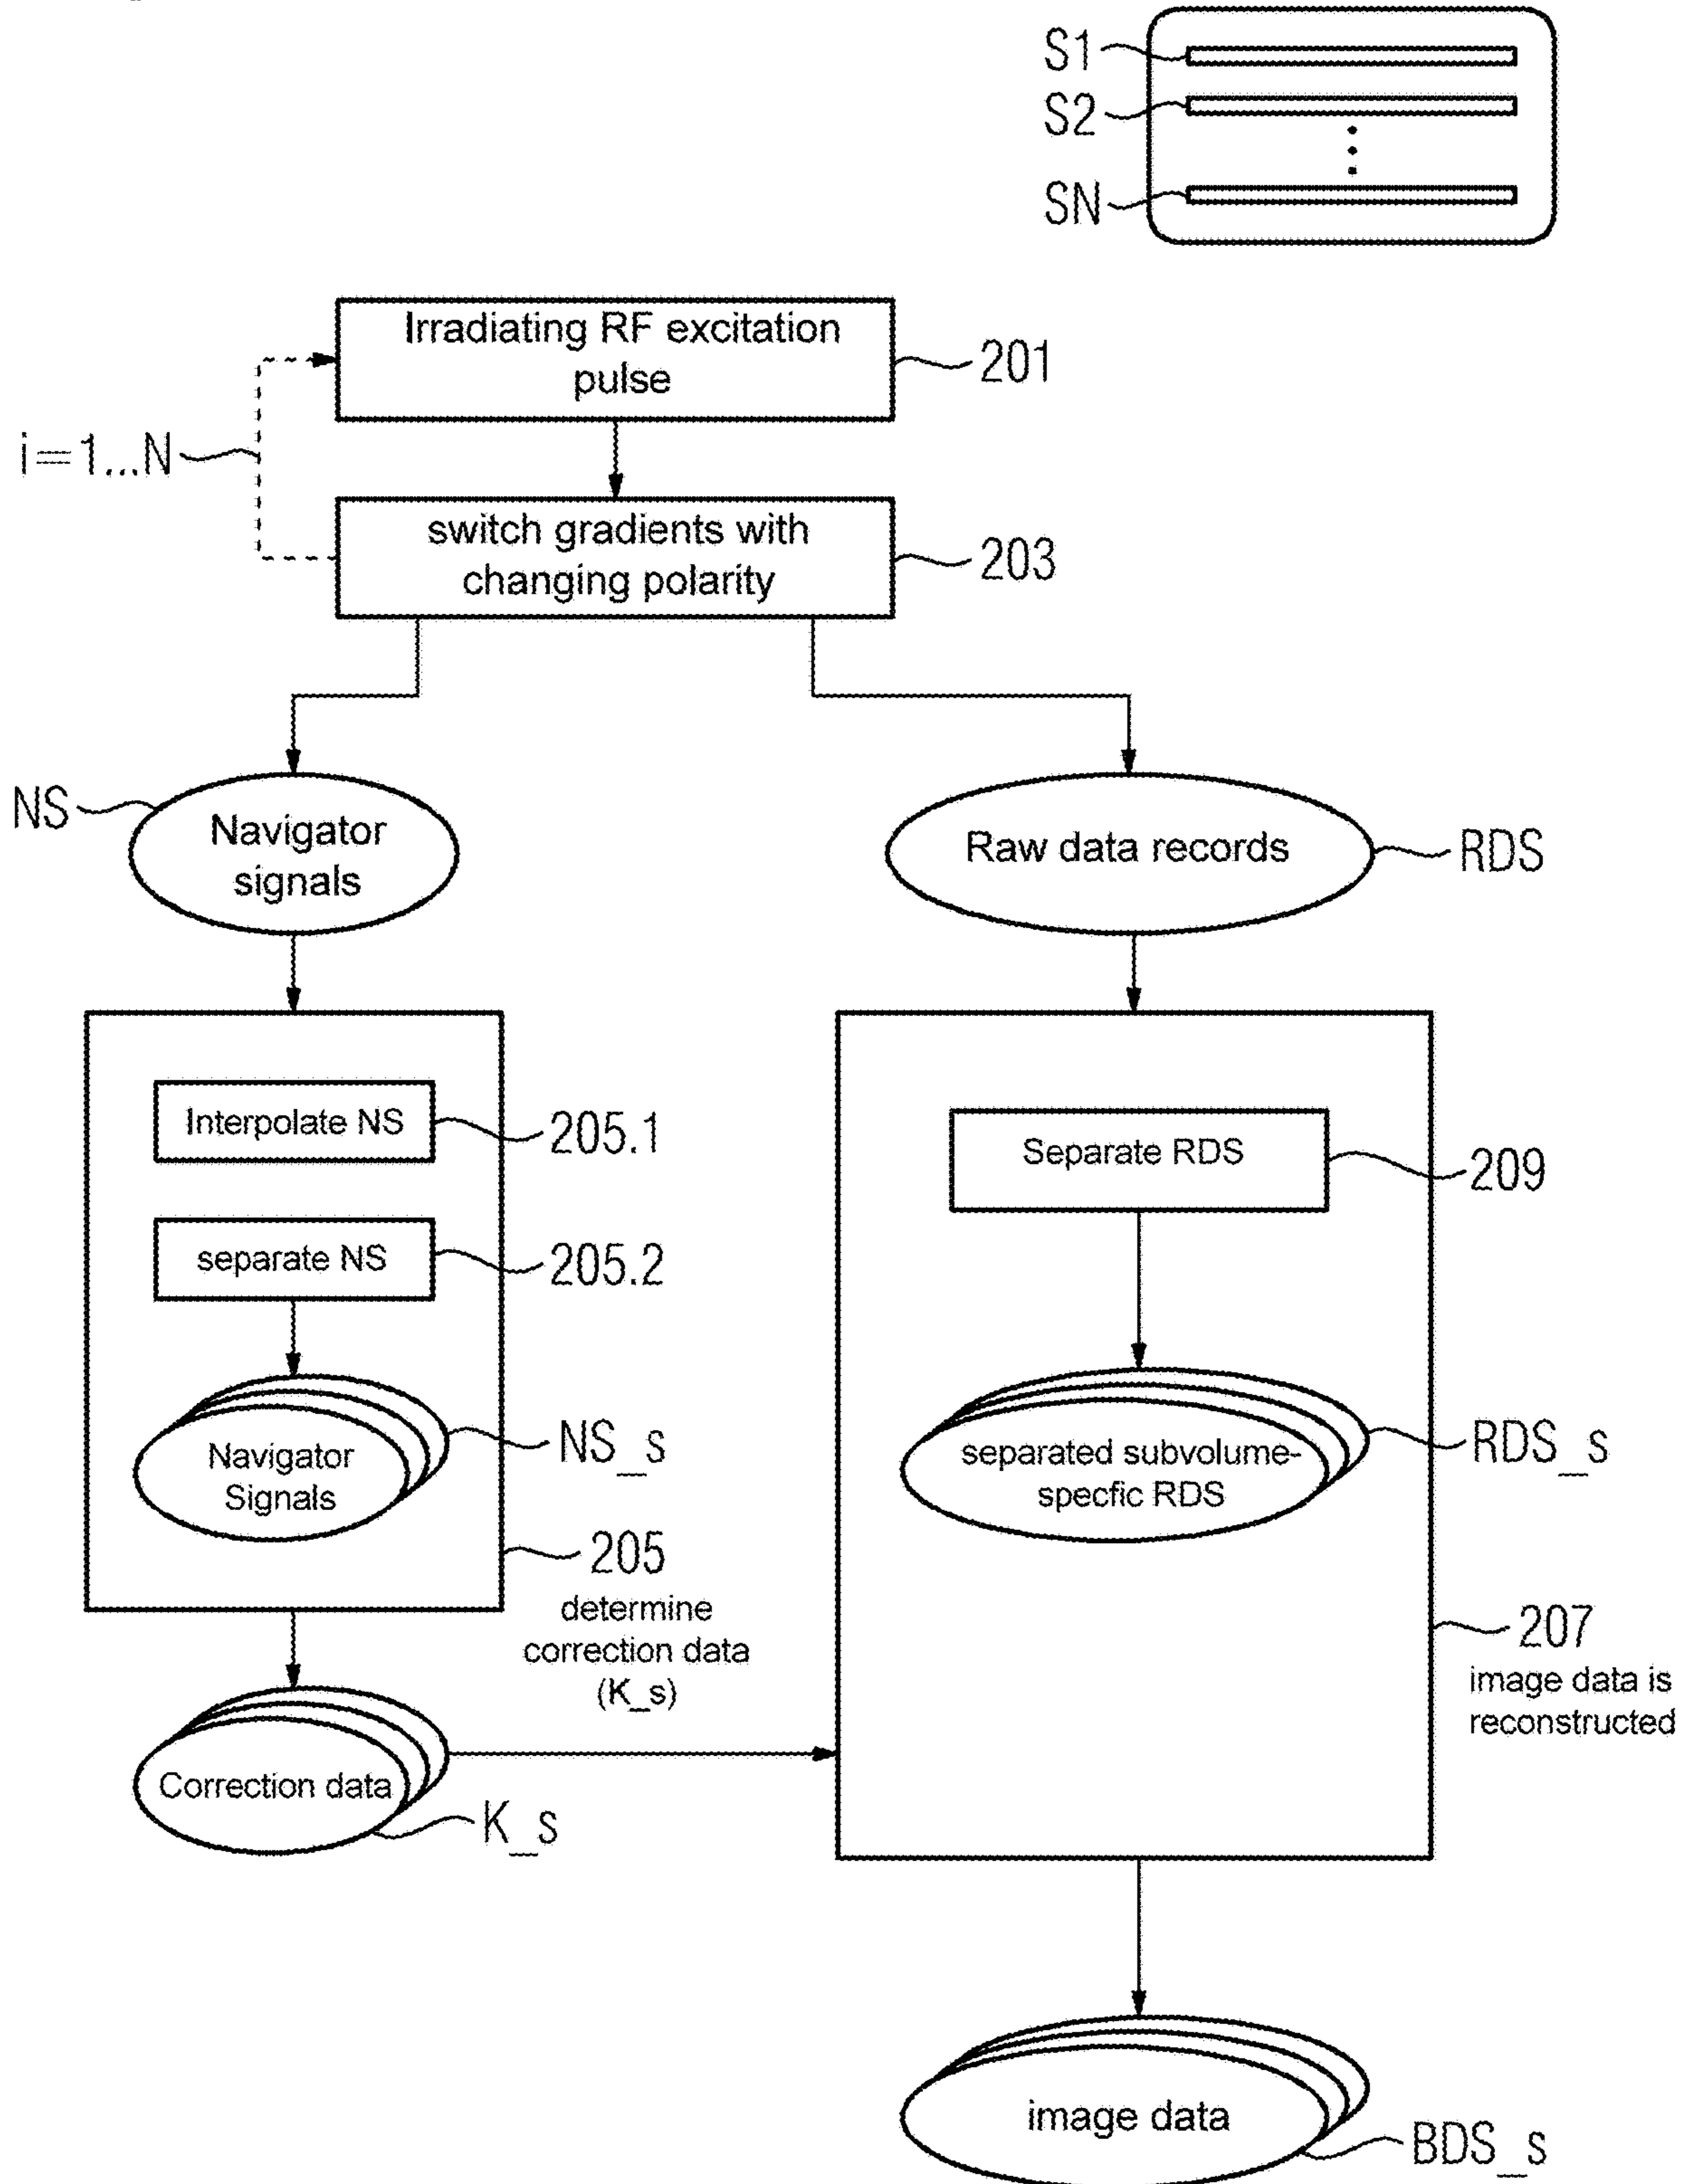 S1
S2
SN
Irradiating RF excitation
pulse
201
i=1...N
switch gradients with
changing polarity
203
NS
Navigator
signals
Raw data records
RDS
Interpolate NS
205.1
separate NS
205.2
Navigator
Signals
NS_s
205
determine
correction data
(K_s)
Separate RDS
209
separated subvolume-
specfic RDS
RDS_s
207
image data is
reconstructed
Correction data
K_s
image data
BDS_s